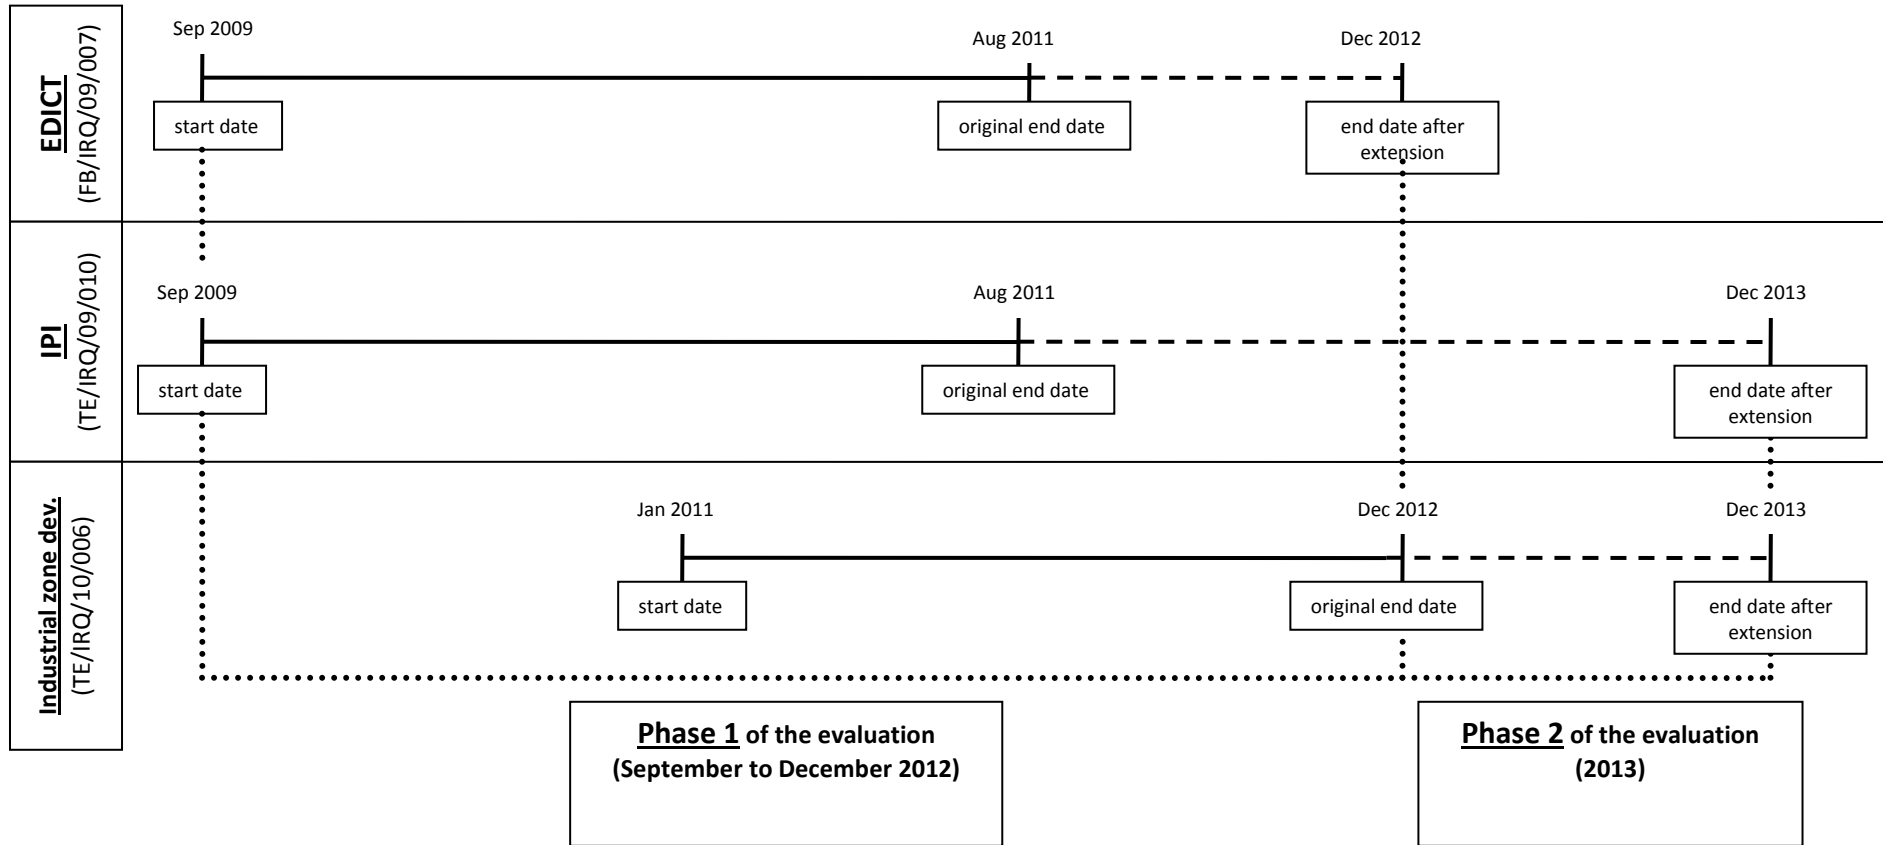 EDICT
(FB/IRQ/09/007)
Sep 2009
Aug 2011
Dec 2012
start date
original end date
end date after
extension
IPI
(TE/IRQ/09/010)
Sep 2009
Aug 2011
Dec 2013
start date
original end date
end date after
extension
Industrial zone dev.
(TE/IRQ/10/006)
Jan 2011
Dec 2012
Dec 2013
start date
original end date
end date after
extension
Phase 1 of the evaluation
(September to December 2012)
Phase 2 of the evaluation
(2013)